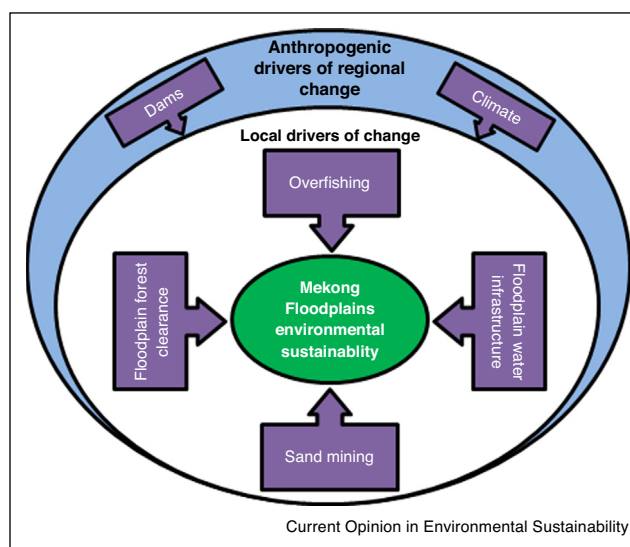 Anthropogenic
drivers of regional
change
Dams
Climate
Local drivers of change
Overfishing
Floodplain forest
clearance
Mekong
Floodplains
environmental
sustainablity
Floodplain water
infrastructure
Sand mining
Current Opinion in Environmental Sustainability